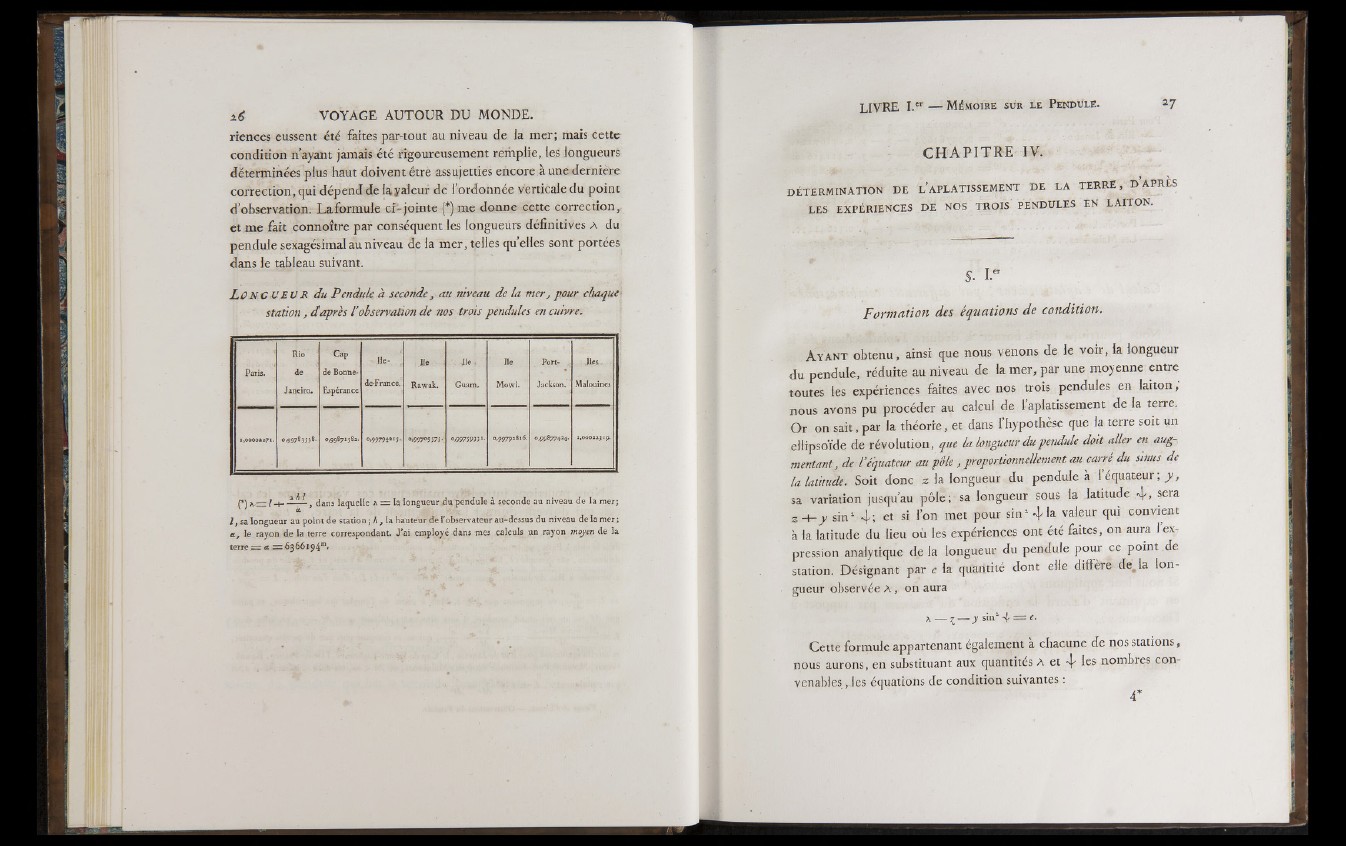 26 VOYAGE AUTOUR DU MONDE.
riences eussent été faites par-tout au niveau de la mer; mais cette
condition n'ayant jamais été rigoureusement remplie, les longueurs
déterminées plus haut doivent être assujetties encore à une dernière
correction, qui dépend de la valeur de l'ordonnée verticale du point
d'observation. La formule ci-jointe (*) me donne cette correction,
et me fait connoître par conséquent les longueurs définitives λ du
pendule sexagésimal au niveau de la mer, telles qu'elles sont portées
dans le tableau suivant.
LONGUEUR du Pendule à seconde, au niveau de la mer, pour chaque
station, d'après l'observation de nos trois pendules en cuivre.
Paris. Rio de Janeiro. Cap de Bonne-Espérance Ile-de-France. Ile Rawak. Ile Guam. Ile Mowi. Port-Jackson. Iles Malouines
(*) λ = l + 2hl/α, dans laquelle λ = la longueur du pendule à seconde au niveau de la mer;
l, sa longueur au point de station; h, la hauteur de l'observateur au-dessus du niveau de la mer;
α, le rayon de la terre correspondant. J'ai employé dans mes calculs un rayon moyen de la
terre = α = 6366194m.
LIVRE I.er — MÉMOIRE SUR LE PENDULE. 27
CHAPITRE IV.
DÉTERMINATION DE L'APLATISSEMENT DE LA TERRE, D'APRÈS
LES EXPÉRIENCES DE NOS TROIS PENDULES EN LAITON.
§. I.er
Formation des équations de condition.
AYANT obtenu, ainsi que nous venons de le voir, la longueur
du pendule, réduite au niveau de la mer, par une moyenne entre
toutes les expériences faites avec nos trois pendules en laiton,
nous avons pu procéder au calcul de l'aplatissement de la terre.
Or on sait, par la théorie, et dans l'hypothèse que la terre soit un
ellipsoïde de révolution, que la longueur du pendule doit aller en aug-
mentant, de l'équateur au pôle, proportionnellement au carré du sinus de
la latitude. Soit donc z la longueur du pendule à l'équateur; y,
sa variation jusqu'au pôle; sa longueur sous la latitude ψ, sera
z + y sin² ψ; et si l'on met pour sin² ψ la valeur qui convient
à la latitude du lieu où les expériences ont été faites, on aura l'ex-
pression analytique de la longueur du pendule pour ce point de
station. Désignant par e la quantité dont elle diffère de la lon-
gueur observée λ, on aura
λ — z — y sin² ψ = e.
Cette formule appartenant également à chacune de nos stations,
nous aurons, en substituant aux quantités λ et ψ les nombres con-
venables, les équations de condition suivantes :
4*